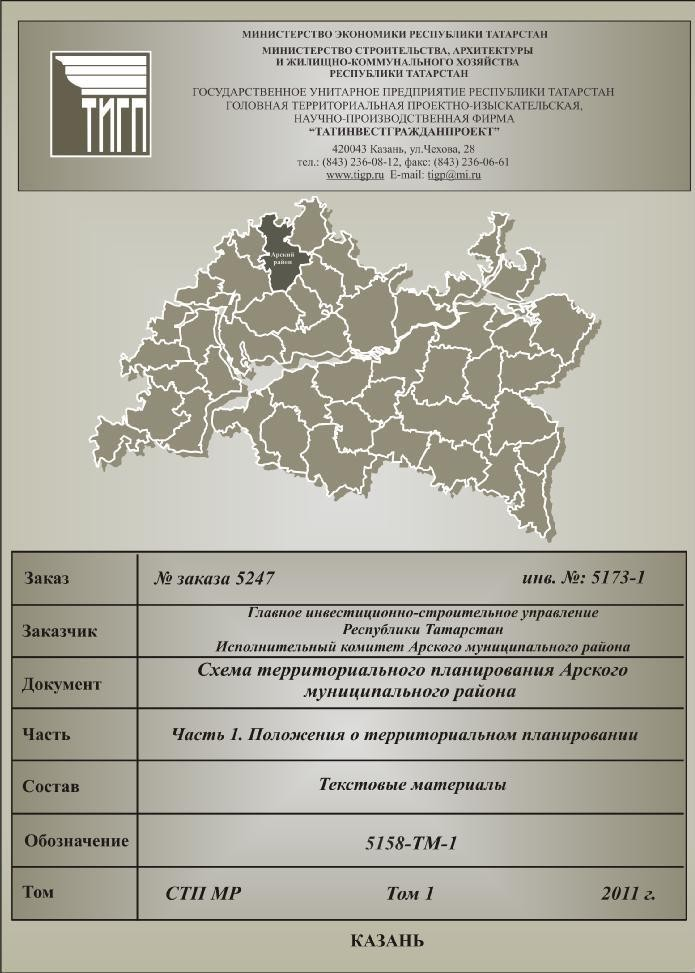 МИНИСТЕРСТВО ЭКОНОМИКИ РЕСПУБЛИКИ ТАТАРСТАН
МИНИСТЕРСТВО СТРОИТЕЛЬСТВА, АРХИТЕКТУРЫ
И ЖИЛИЩНО-КОММУНАЛЬНОГО ХОЗЯЙСТВА
РЕСПУБЛИКИ ТАТАРСТАН
ГОСУДАРСТВЕННОЕ УНИТАРНОЕ ПРЕДПРИЯТИЕ РЕСПУБЛИКИ ТАТАРСТАН
ГОЛОВНАЯ ТЕРРИТОРИАЛЬНАЯ ПРОЕКТНО-ИЗЫСКАТЕЛЬСКАЯ,
НАУЧНО-ПРОИЗВОДСТВЕННАЯ ФИРМА
“ТАТИНВЕСТГРАЖДАНПРОЕКТ”
420043 Казань, ул.Чехова, 28
тел.: (843) 236-08-12, факс: (843) 236-06-61
www.tigp.ru E-mail: tigp@mi.ru
ТИГП
Арский
район
Заказ № заказа 5247 инв. №: 5173-1
Заказчик Главное инвестиционно-строительное управление
Республики Татарстан
Исполнительный комитет Арского муниципального района
Документ Схема территориального планирования Арского
муниципального района
Часть Часть 1. Положения о территориальном планировании
Состав Текстовые материалы
Обозначение 5158-ТМ-1
Том СТП МР Том 1 2011 г.
КАЗАНЬ